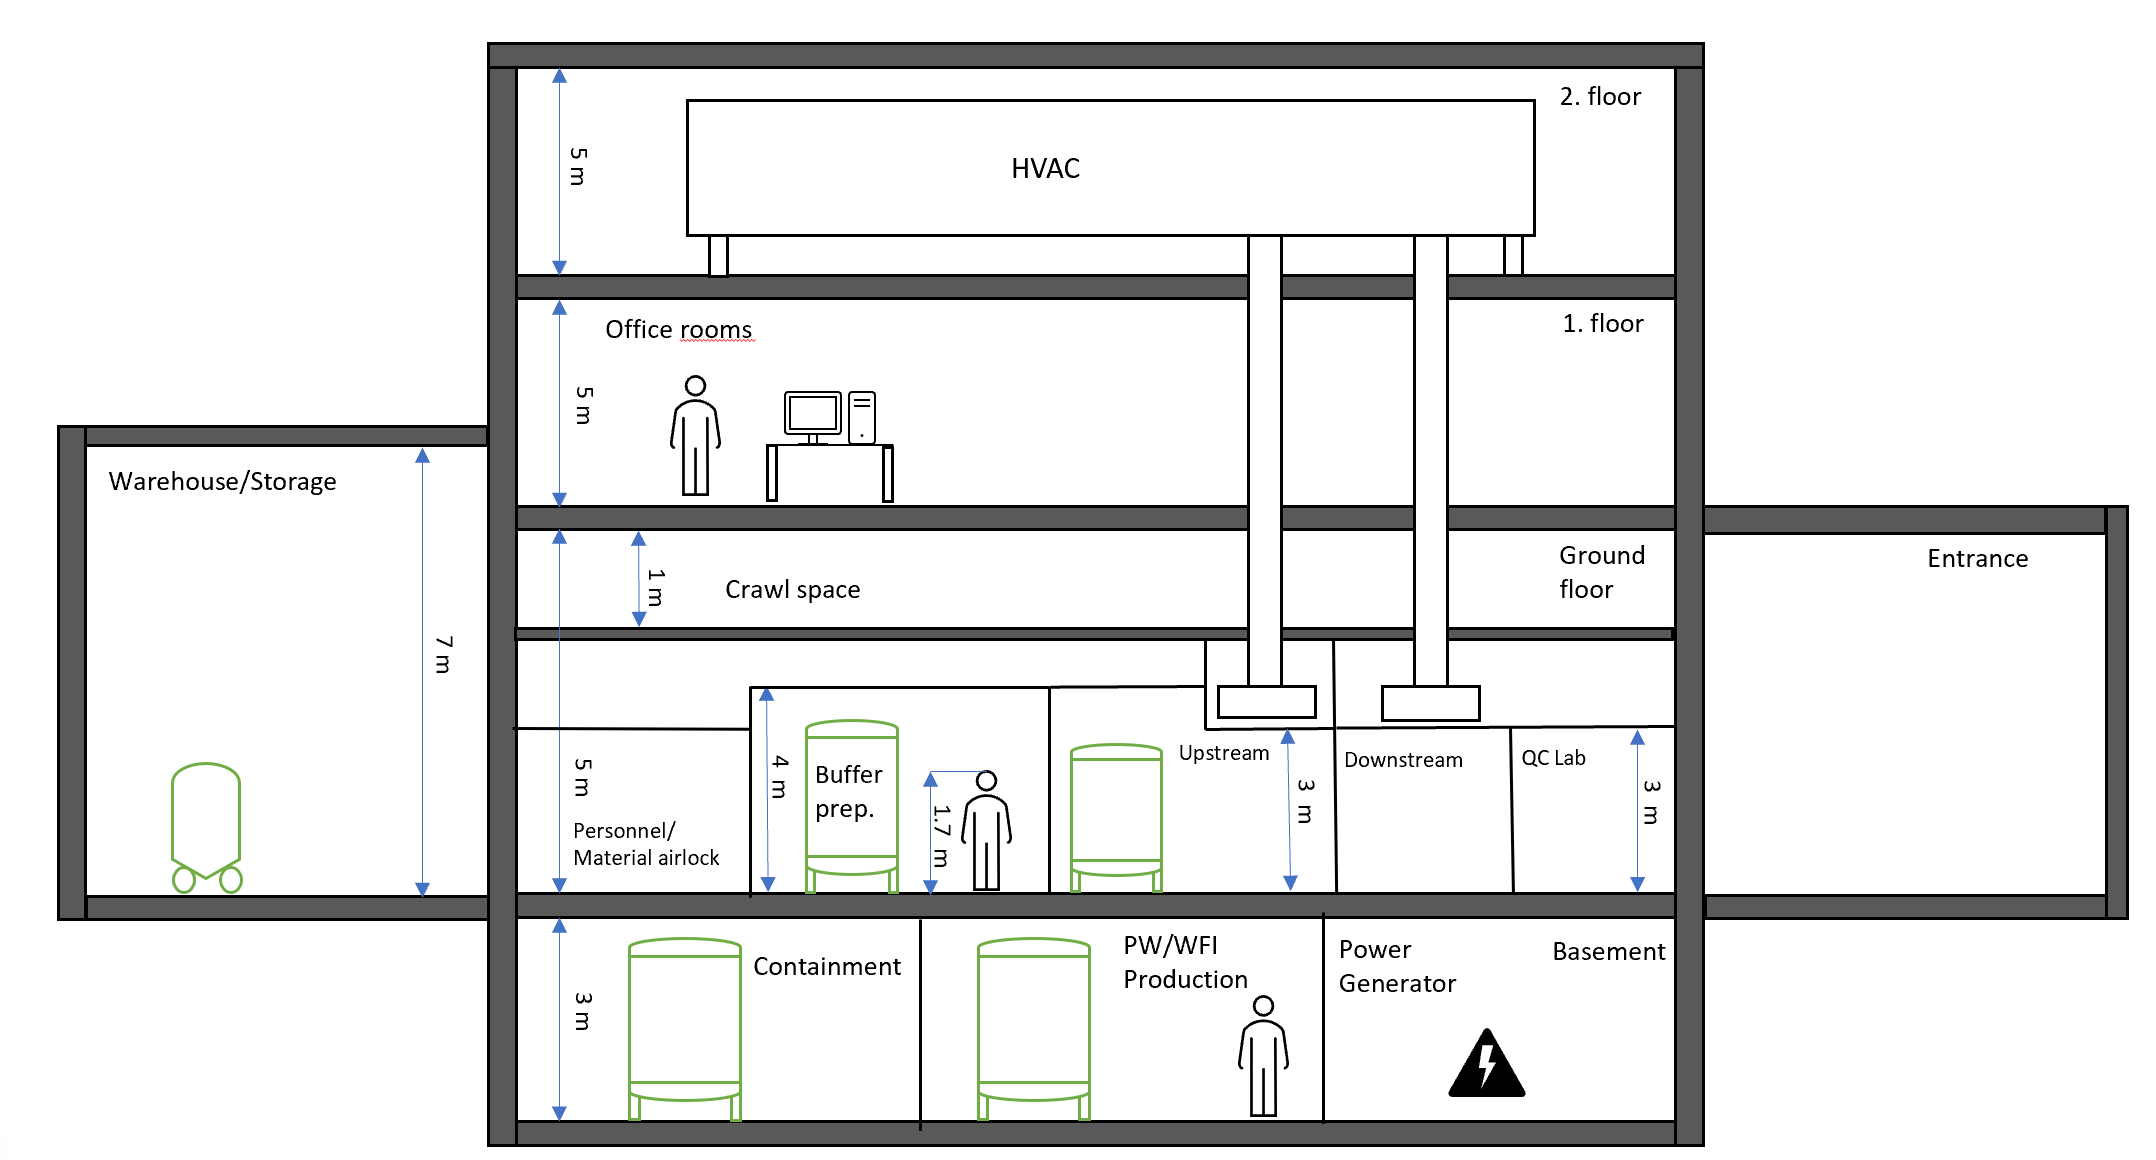 2. floor
HVAC
5 m
Office rooms
1. floor
5 m
Warehouse/Storage
7 m
Crawl space
1 m
Ground
floor
Entrance
5 m
Personnel/
Material airlock
4 m
Buffer
prep.
1.7 m
Upstream
3 m
Downstream
QC Lab
3 m
3 m
Containment
PW/WFI
Production
Power
Generator
Basement